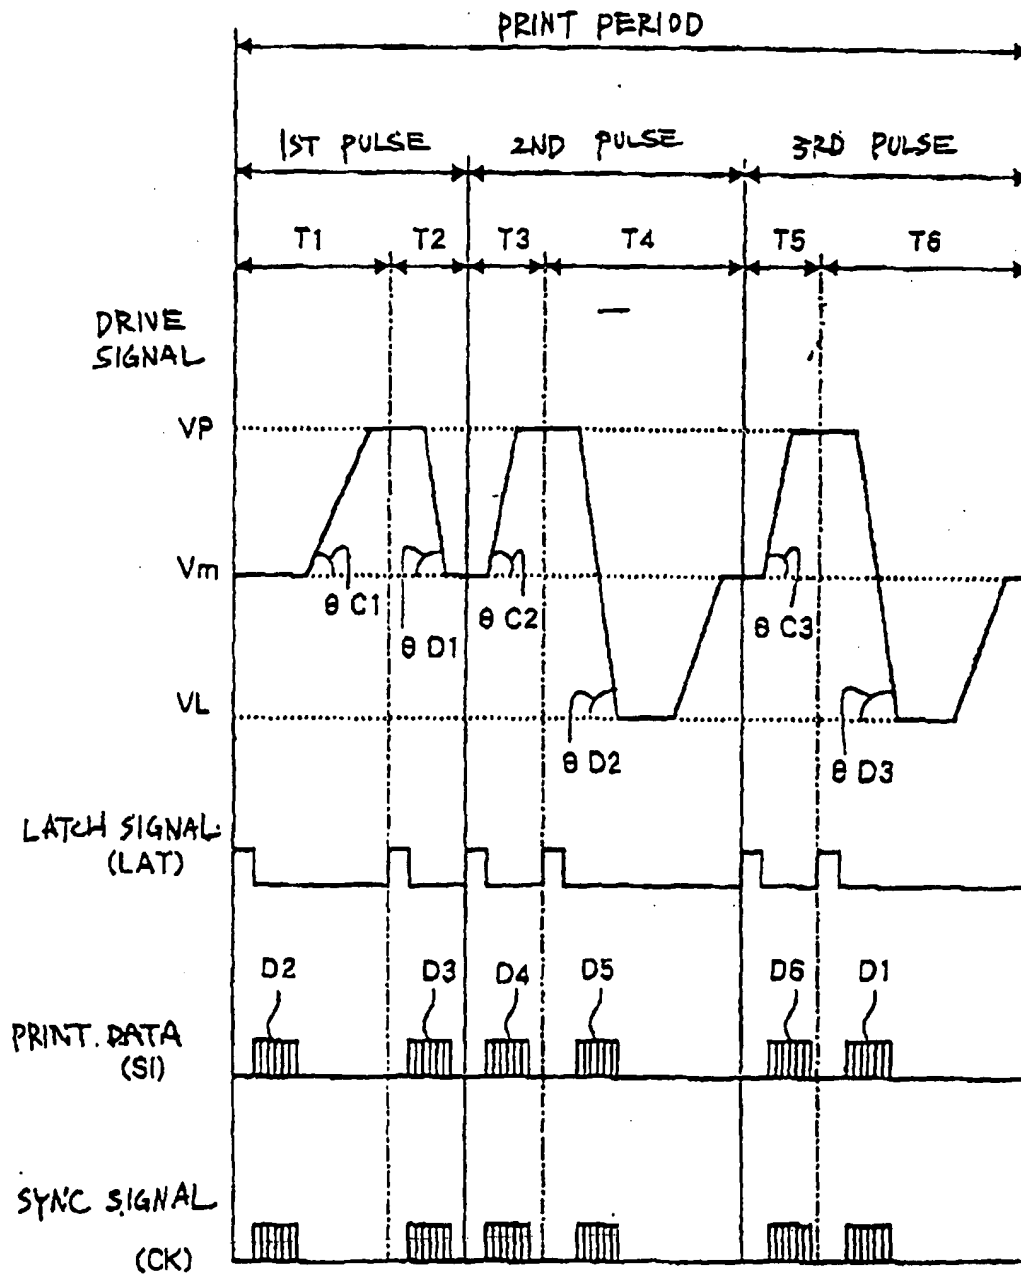 PRINT PERIOD
1ST PULSE 2ND PULSE 3RD PULSE
T1 T2 T3 T4 T5 T6
DRIVE
SIGNAL
VP
Vm
θ C1 θ D1 θ C2 θ C3
VL
θ D2 θ D3
LATCH SIGNAL
(LAT)
D2 D3 D4 D5 D6 D1
PRINT. DATA
(SI)
SYNC SIGNAL
(CK)